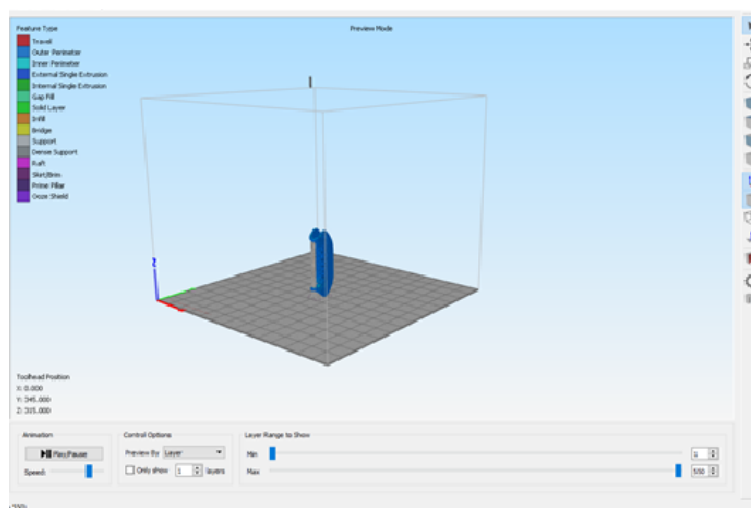 Feature Type
Preview Mode
Travel
Outer Perimeter
Inner Perimeter
External Single Extrusion
Internal Single Extrusion
Gap Fill
Solid Layer
Infill
Bridge
Support
Dense Support
Raft
Skirt/Brim
Prime Pillar
Ooze Shield
Z
Toolhead Position
X: 0.000
Y: 345.000
Z: 315.000
Animation
Control Options
Layer Range to Show
Play/Pause
Preview By Layer
Min
Speed:
Only show 1 layers
Max